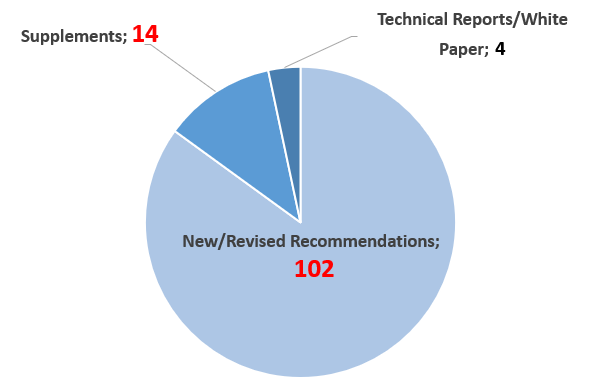 Supplements; 14
Technical Reports/White
Paper; 4
New/Revised Recommendations;
102